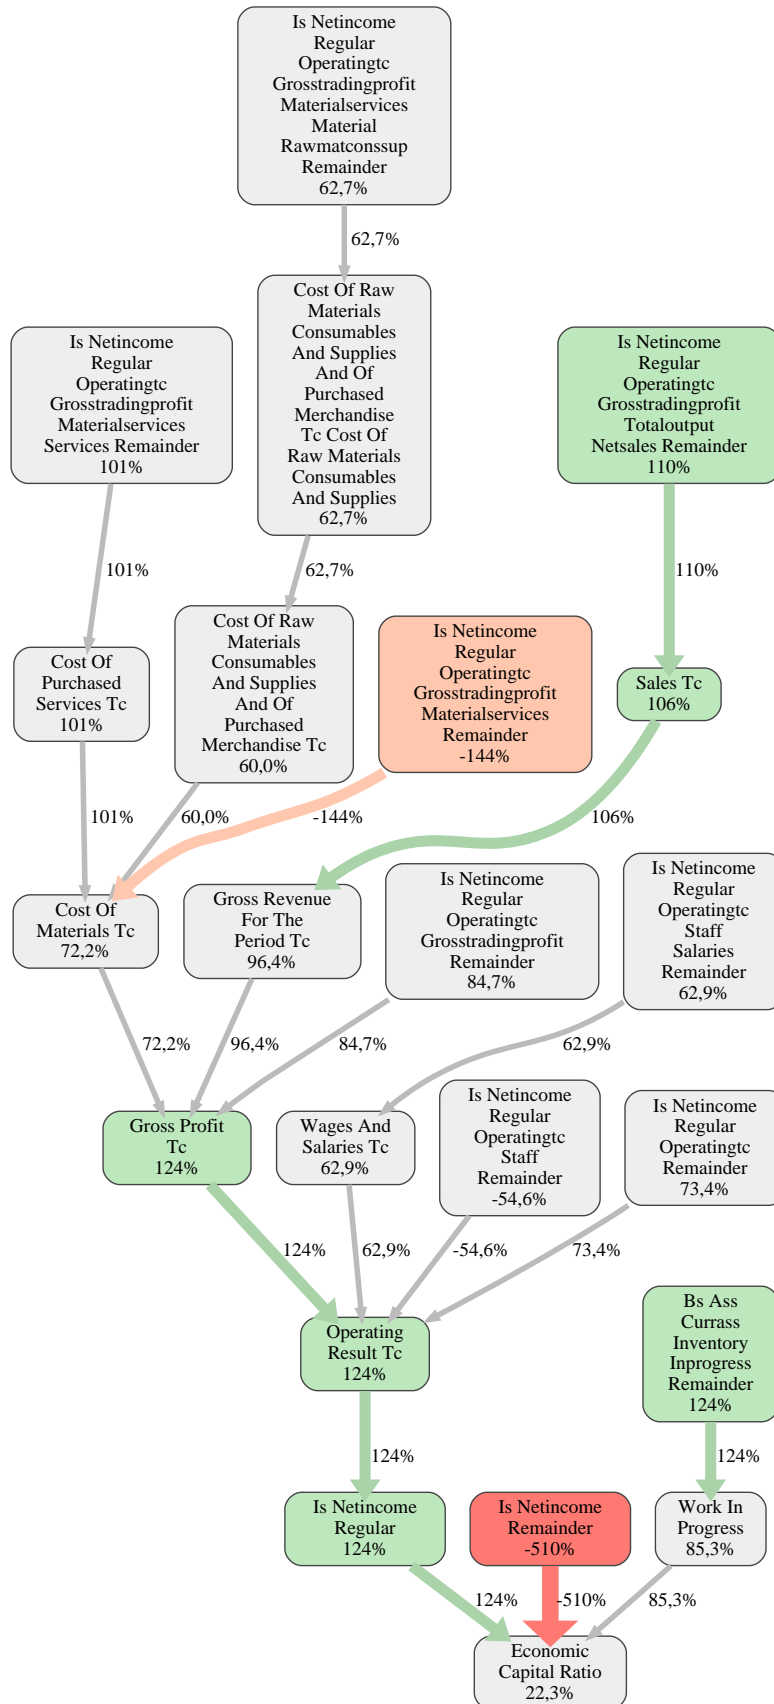 Is Netincome
Regular
Operatingtc
Grosstradingprofit
Materialservices
Material
Rawmatconssup
Remainder
62,7%
62,7%
Cost Of Raw
Materials
Consumables
And Supplies
And Of
Purchased
Merchandise
Tc Cost Of
Raw Materials
Consumables
And Supplies
62,7%
Is Netincome
Regular
Operatingtc
Grosstradingprofit
Materialservices
Services Remainder
101%
Is Netincome
Regular
Operatingtc
Grosstradingprofit
Totaloutput
Netsales Remainder
110%
101%
62,7%
110%
Cost Of
Purchased
Services Tc
101%
Cost Of Raw
Materials
Consumables
And Supplies
And Of
Purchased
Merchandise Tc
60,0%
Is Netincome
Regular
Operatingtc
Grosstradingprofit
Materialservices
Remainder
-144%
Sales Tc
106%
101%
60,0%
-144%
106%
Cost Of
Materials Tc
72,2%
Gross Revenue
For The
Period Tc
96,4%
Is Netincome
Regular
Operatingtc
Grosstradingprofit
Remainder
84,7%
Is Netincome
Regular
Operatingtc
Staff
Salaries
Remainder
62,9%
72,2%
96,4%
84,7%
62,9%
Gross Profit
Tc
124%
Wages And
Salaries Tc
62,9%
Is Netincome
Regular
Operatingtc
Staff
Remainder
-54,6%
Is Netincome
Regular
Operatingtc
Remainder
73,4%
124%
62,9%
-54,6%
73,4%
Operating
Result Tc
124%
Bs Ass
Currass
Inventory
Inprogress
Remainder
124%
124%
124%
Is Netincome
Regular
124%
Is Netincome
Remainder
-510%
Work In
Progress
85,3%
124%
-510%
85,3%
Economic
Capital Ratio
22,3%